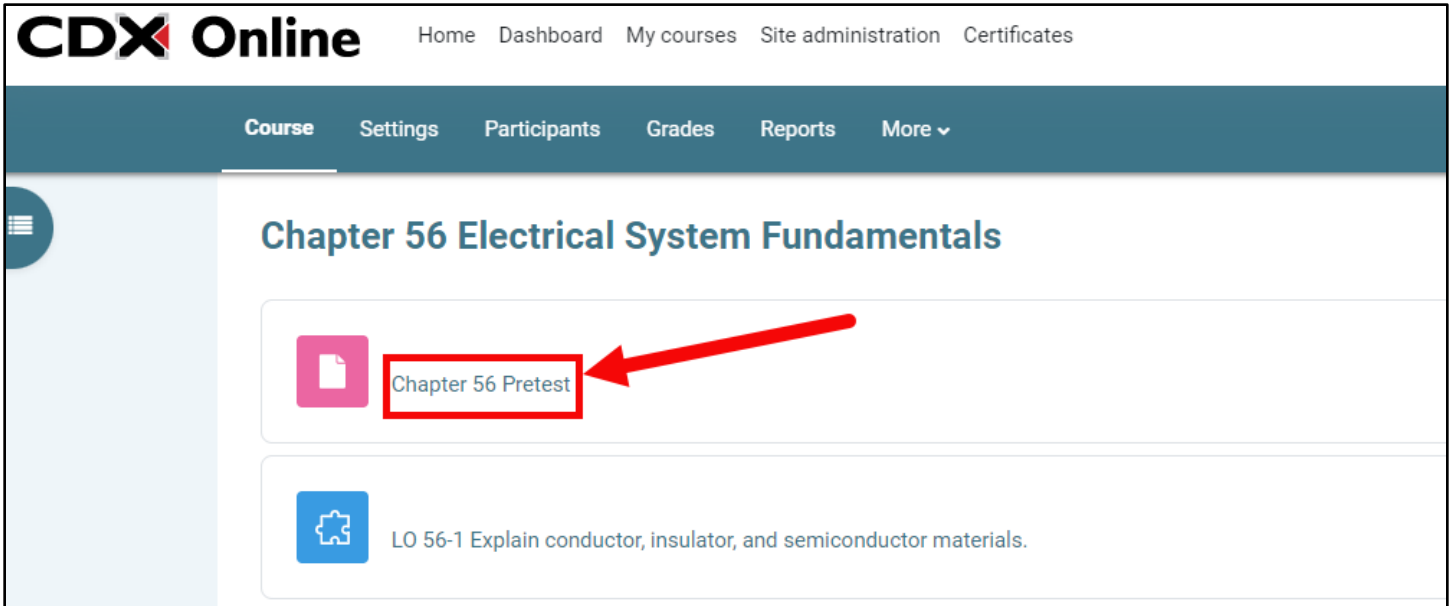 CDX Online Home Dashboard My courses Site administration Certificates
Course Settings Participants Grades Reports More
Chapter 56 Electrical System Fundamentals
Chapter 56 Pretest
LO 56-1 Explain conductor, insulator, and semiconductor materials.